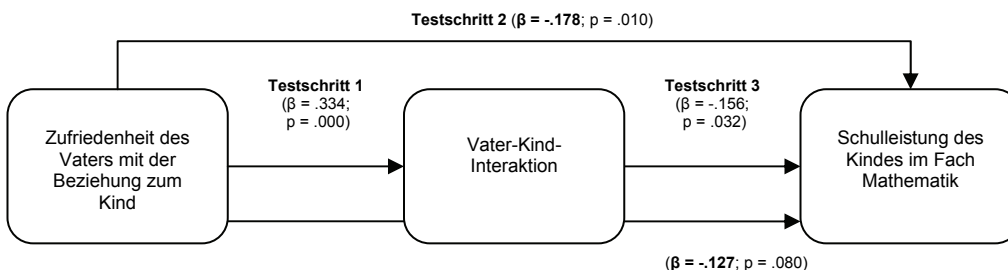 Testschritt 2 (β = -.178; p = .010)
Testschritt 1
(β = .334;
p = .000)
Testschritt 3
(β = -.156;
p = .032)
Zufriedenheit des
Vaters mit der
Beziehung zum
Kind
Vater-Kind-
Interaktion
Schulleistung des
Kindes im Fach
Mathematik
(β = -.127; p = .080)